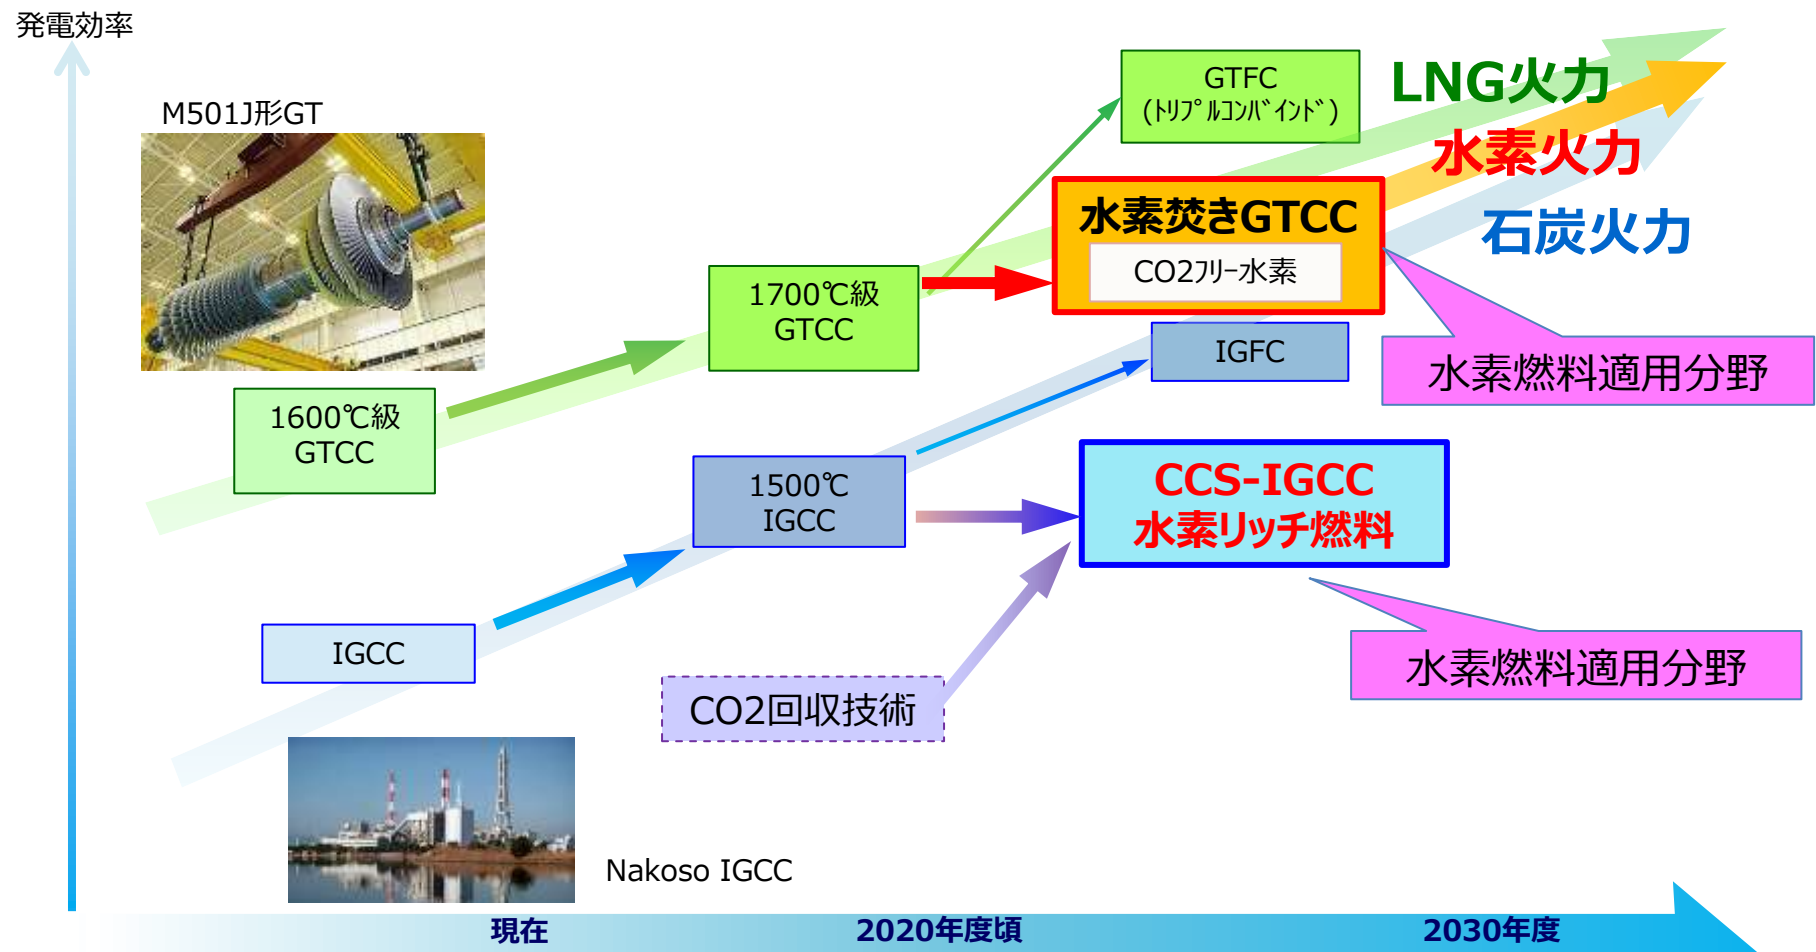 発電効率
M501J形GT
GTFC
(ﾄﾘﾌﾟﾙｺﾝﾊﾞｲﾝﾄﾞ)
LNG火力
水素火力
石炭火力
水素焚きGTCC
CO2ﾌﾘｰ水素
1700℃級
GTCC
IGFC
水素燃料適用分野
1600℃級
GTCC
1500℃
IGCC
CCS-IGCC
水素リッチ燃料
IGCC
水素燃料適用分野
CO2回収技術
Nakoso IGCC
現在
2020年度頃
2030年度